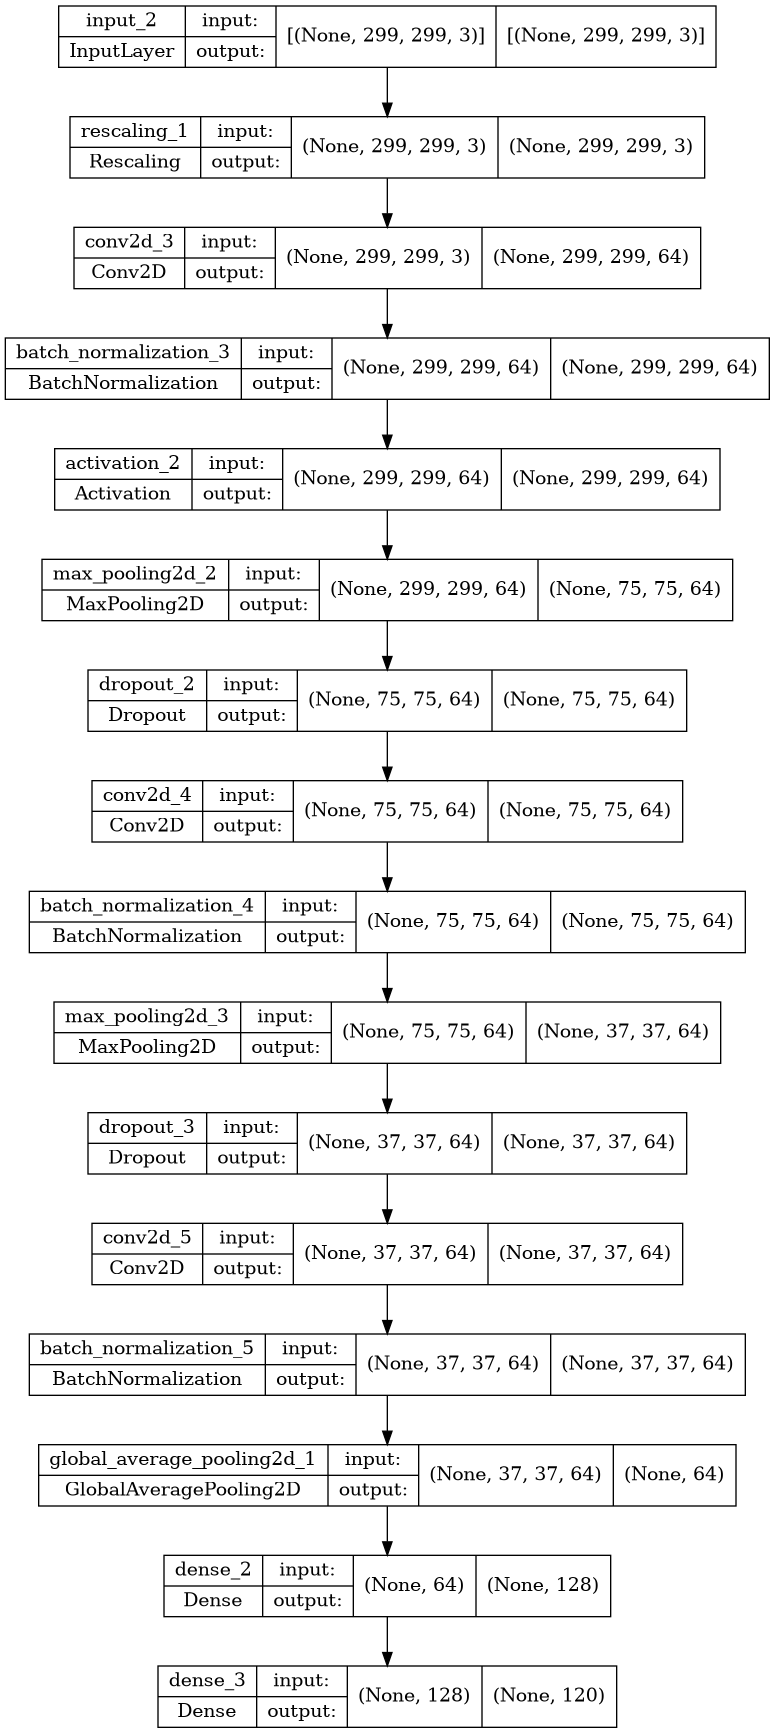 input_2 input: [(None, 299, 299, 3)] [(None, 299, 299, 3)]
InputLayer output:
rescaling_1 input: (None, 299, 299, 3) (None, 299, 299, 3)
Rescaling output:
conv2d_3 input: (None, 299, 299, 3) (None, 299, 299, 64)
Conv2D output:
batch_normalization_3 input: (None, 299, 299, 64) (None, 299, 299, 64)
BatchNormalization output:
activation_2 input: (None, 299, 299, 64) (None, 299, 299, 64)
Activation output:
max_pooling2d_2 input: (None, 299, 299, 64) (None, 75, 75, 64)
MaxPooling2D output:
dropout_2 input: (None, 75, 75, 64) (None, 75, 75, 64)
Dropout output:
conv2d_4 input: (None, 75, 75, 64) (None, 75, 75, 64)
Conv2D output:
batch_normalization_4 input: (None, 75, 75, 64) (None, 75, 75, 64)
BatchNormalization output:
max_pooling2d_3 input: (None, 75, 75, 64) (None, 37, 37, 64)
MaxPooling2D output:
dropout_3 input: (None, 37, 37, 64) (None, 37, 37, 64)
Dropout output:
conv2d_5 input: (None, 37, 37, 64) (None, 37, 37, 64)
Conv2D output:
batch_normalization_5 input: (None, 37, 37, 64) (None, 37, 37, 64)
BatchNormalization output:
global_average_pooling2d_1 input: (None, 37, 37, 64) (None, 64)
GlobalAveragePooling2D output:
dense_2 input: (None, 64) (None, 128)
Dense output:
dense_3 input: (None, 128) (None, 120)
Dense output: